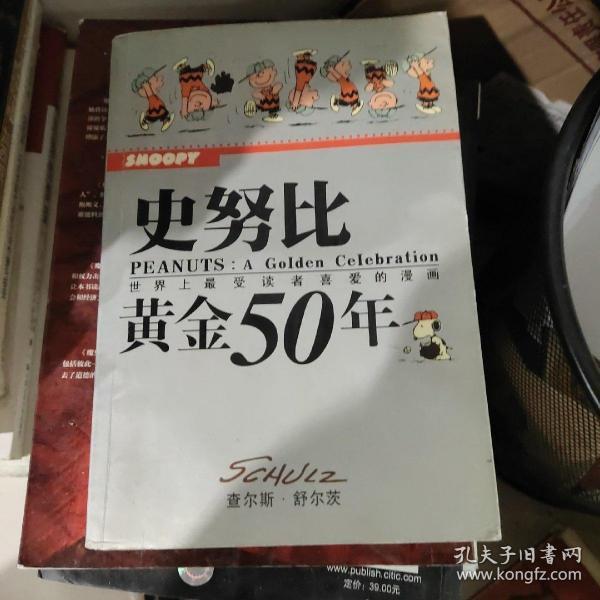 SNOOPY
史努比
PEANUTS: A Golden Celebration
世界上最受读者喜爱的漫画
黄金50年
SCHULZ
查尔斯·舒尔茨
www.publish.citic.com
定价：39.00元
孔夫子旧书网
www.kongfz.com